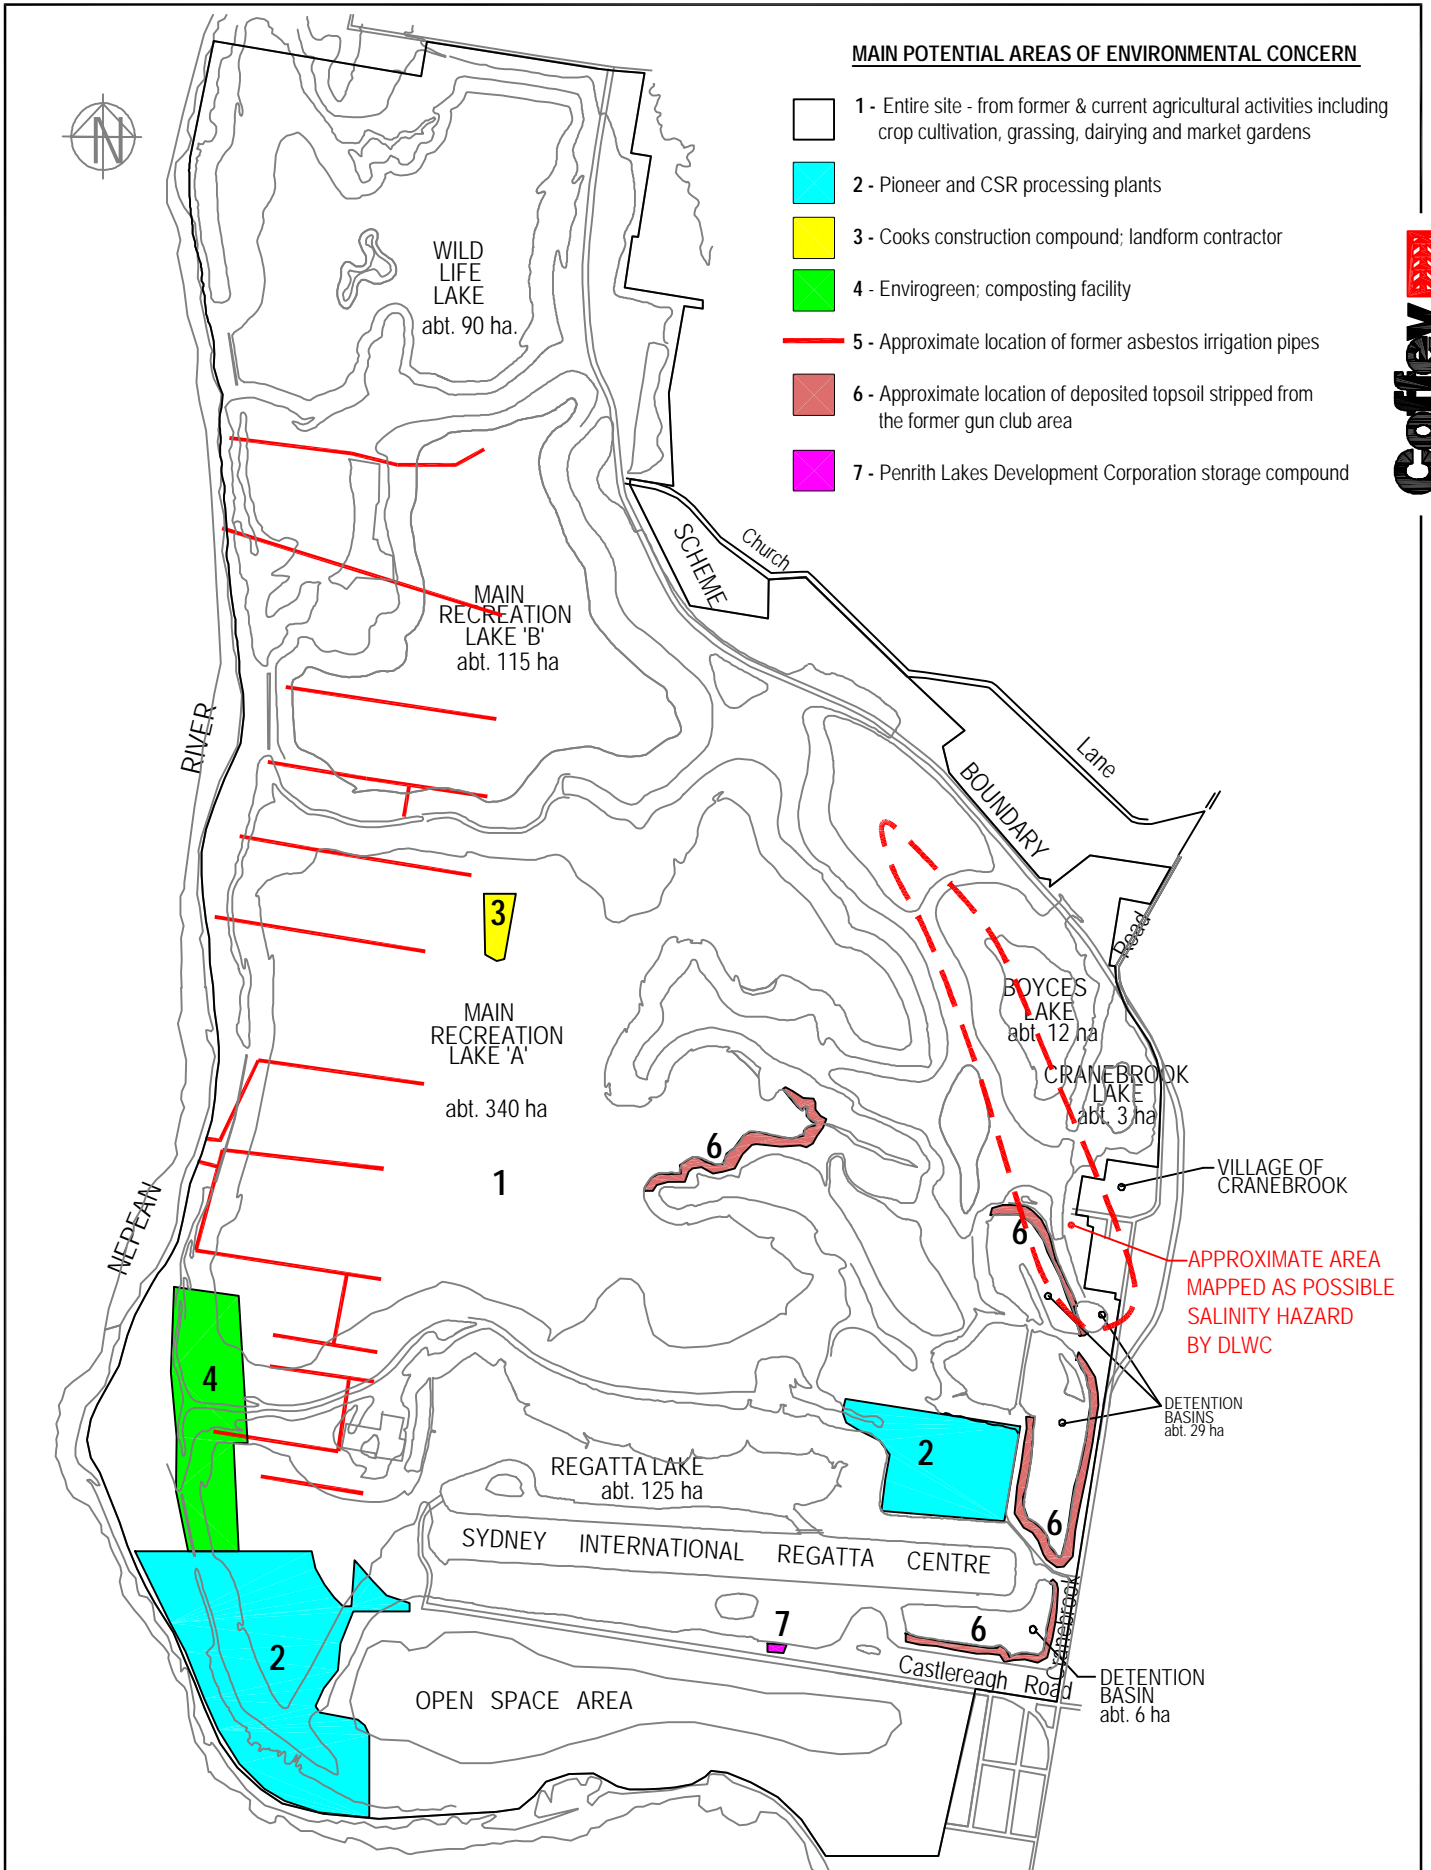 MAIN POTENTIAL AREAS OF ENVIRONMENTAL CONCERN
1 - Entire site - from former & current agricultural activities including
crop cultivation, grassing, dairying and market gardens
2 - Pioneer and CSR processing plants
3 - Cooks construction compound; landform contractor
4 - Envirogreen; composting facility
5 - Approximate location of former asbestos irrigation pipes
6 - Approximate location of deposited topsoil stripped from
the former gun club area
7 - Penrith Lakes Development Corporation storage compound
Coffey
N
WILD
LIFE
LAKE
abt. 90 ha.
SCHEME
Church
MAIN
RECREATION
LAKE 'B'
abt. 115 ha
RIVER
Lane
BOUNDARY
3
Road
BOYCES
LAKE
abt. 12 ha
MAIN
RECREATION
LAKE 'A'
abt. 340 ha
CRANEBROOK
LAKE
abt. 3 ha
6
1
VILLAGE OF
CRANEBROOK
NEPEAN
6
APPROXIMATE AREA
MAPPED AS POSSIBLE
SALINITY HAZARD
BY DLWC
4
DETENTION
BASINS
abt. 29 ha
2
REGATTA LAKE
abt. 125 ha
6
SYDNEY INTERNATIONAL REGATTA CENTRE
Cranebrook
7
6
2
Castlereagh Road
DETENTION
BASIN
abt. 6 ha
OPEN SPACE AREA